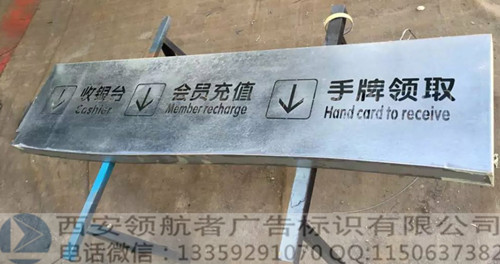 收银台 会员充值 手牌领取
Cashier Member recharge Hand card to receive
西安领航者广告标识有限公司
电话微信：13359291070 QQ:1150637382